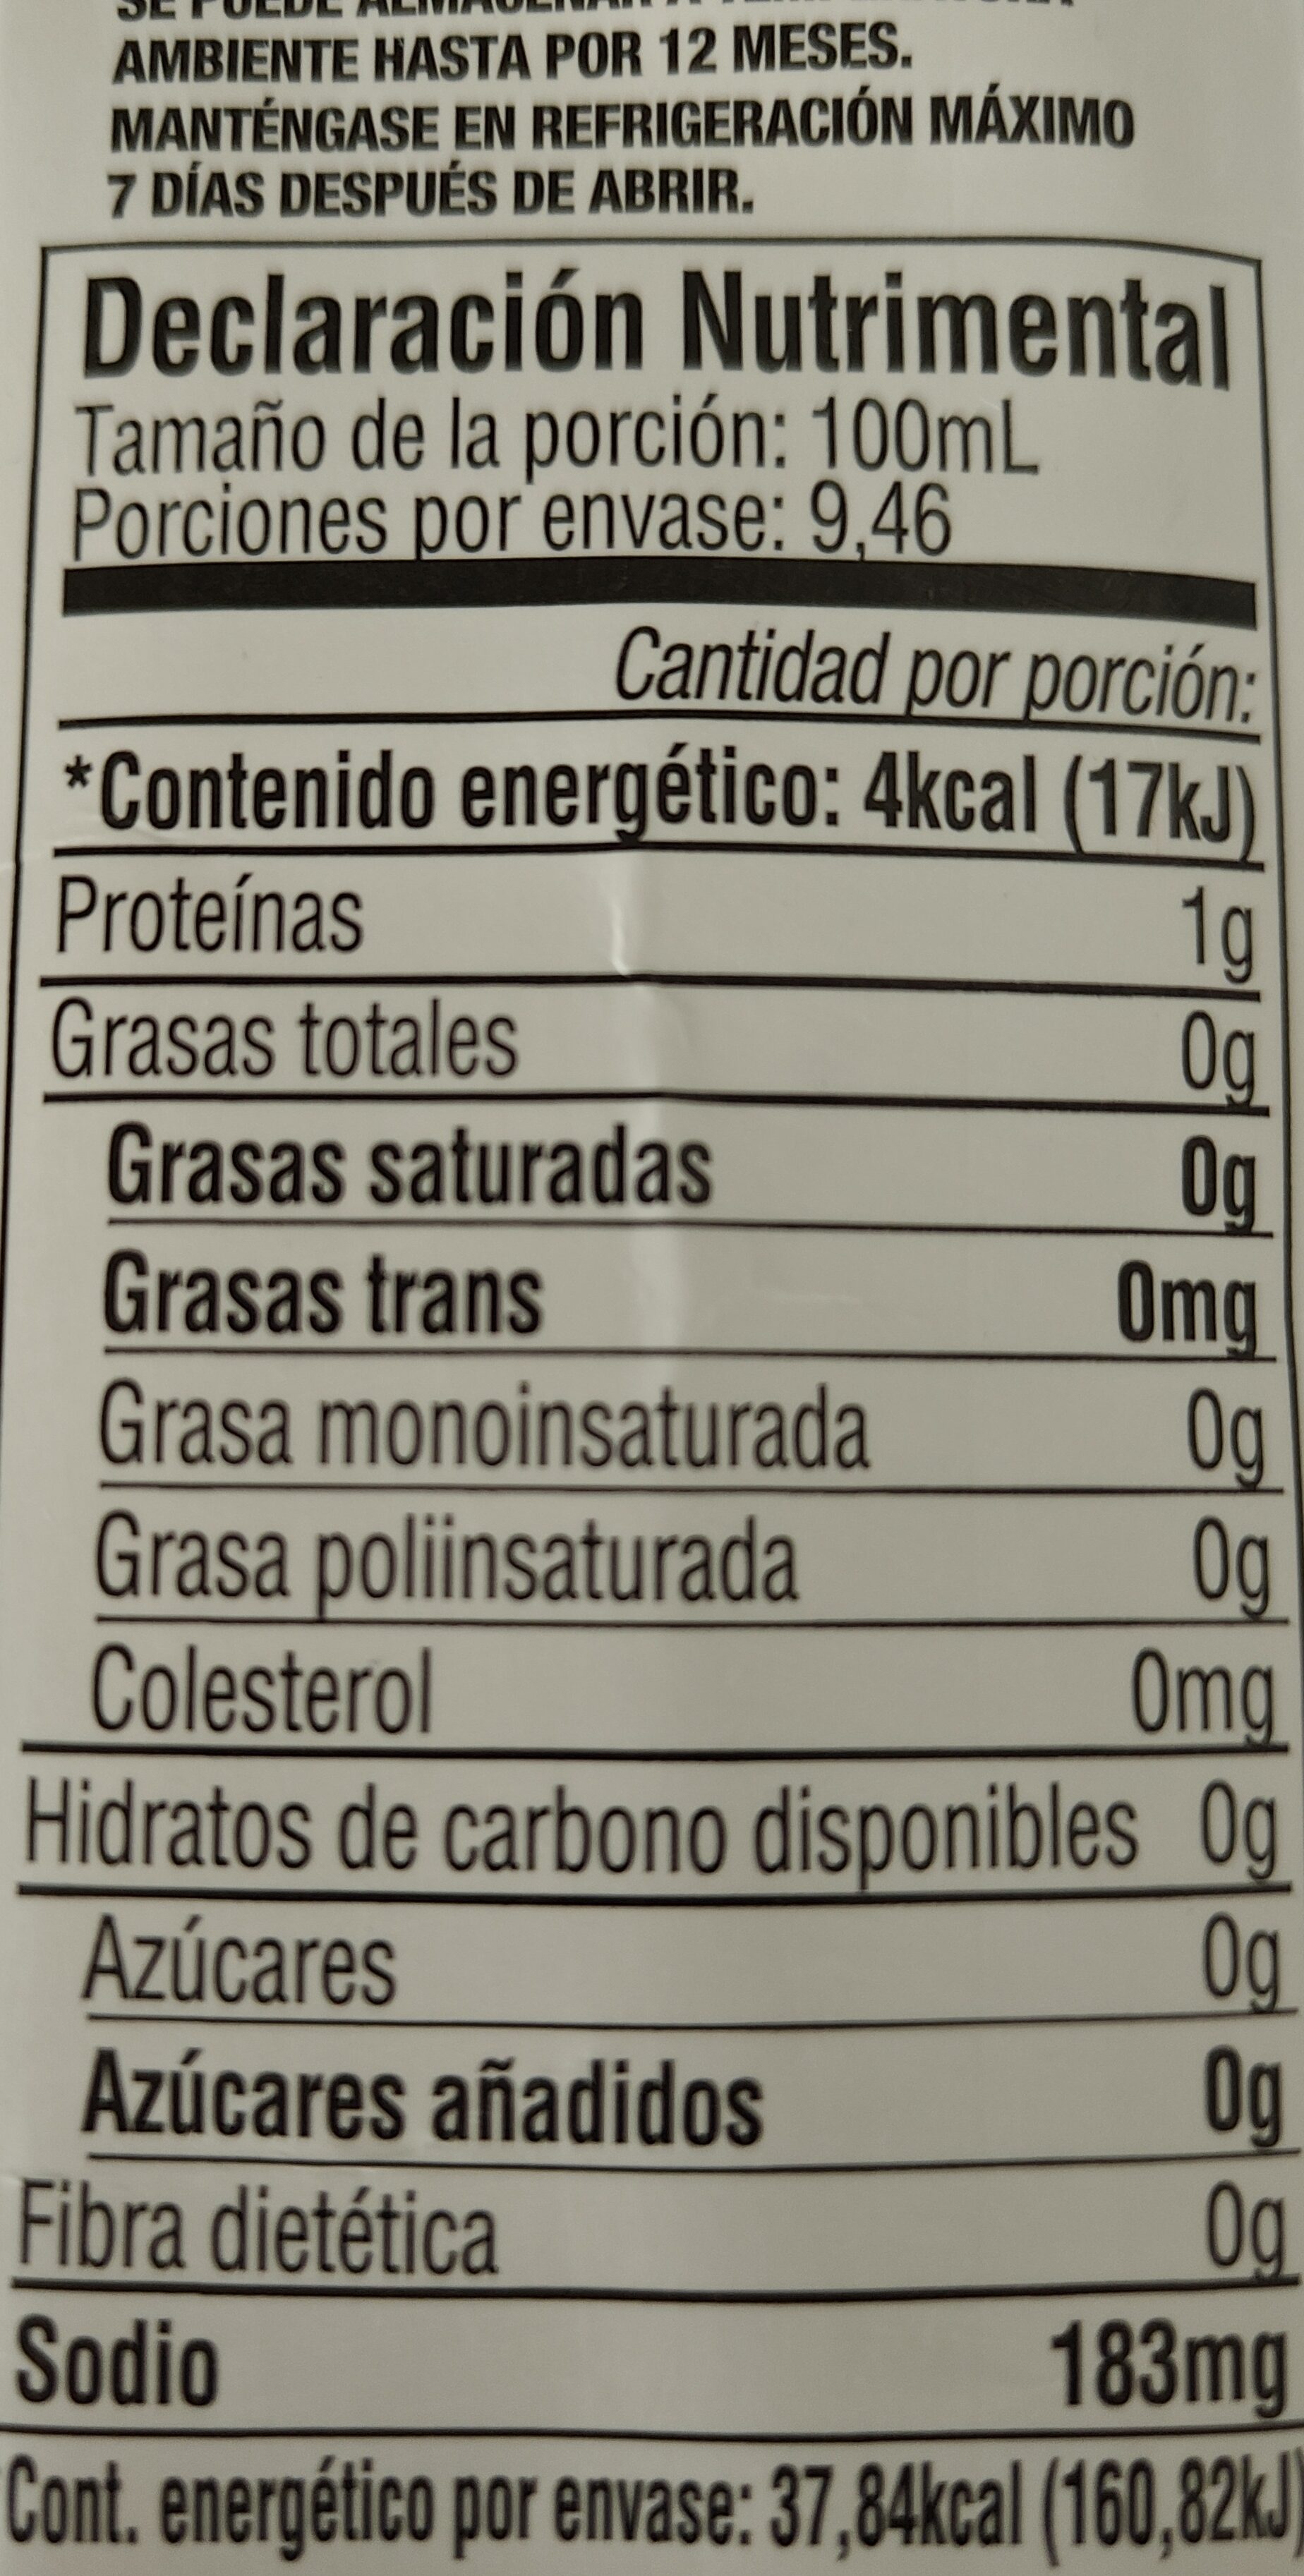 SE PUEDE ALMACENAR A
AMBIENTE HASTA POR 12 MESES.
MANTÉNGASE EN REFRIGERACIÓN MÁXIMO
7 DÍAS DESPUÉS DE ABRIR.
Declaración Nutrimental
Tamaño de la porción: 100mL
Porciones por envase: 9,46
Cantidad por porción:
*Contenido energético: 4kcal (17kJ)
Proteínas 1g
Grasas totales 0g
Grasas saturadas 0g
Grasas trans 0mg
Grasa monoinsaturada 0g
Grasa poliinsaturada 0g
Colesterol 0mg
Hidratos de carbono disponibles 0g
Azúcares 0g
Azúcares añadidos 0g
Fibra dietética 0g
Sodio 183mg
Cont. energético por envase: 37,84kcal (160,82kJ)